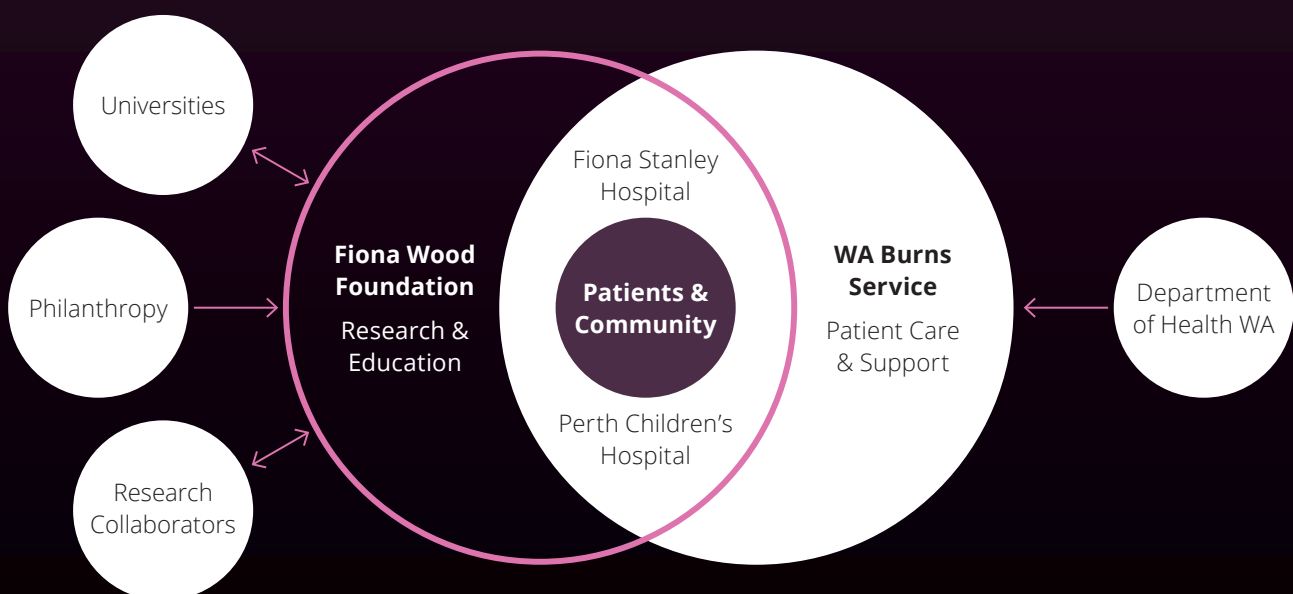 Universities
Philanthropy
Research
Collaborators
Fiona Wood
Foundation
Research &
Education
Fiona Stanley
Hospital
Patients &
Community
Perth Children’s
Hospital
WA Burns
Service
Patient Care
& Support
Department
of Health WA